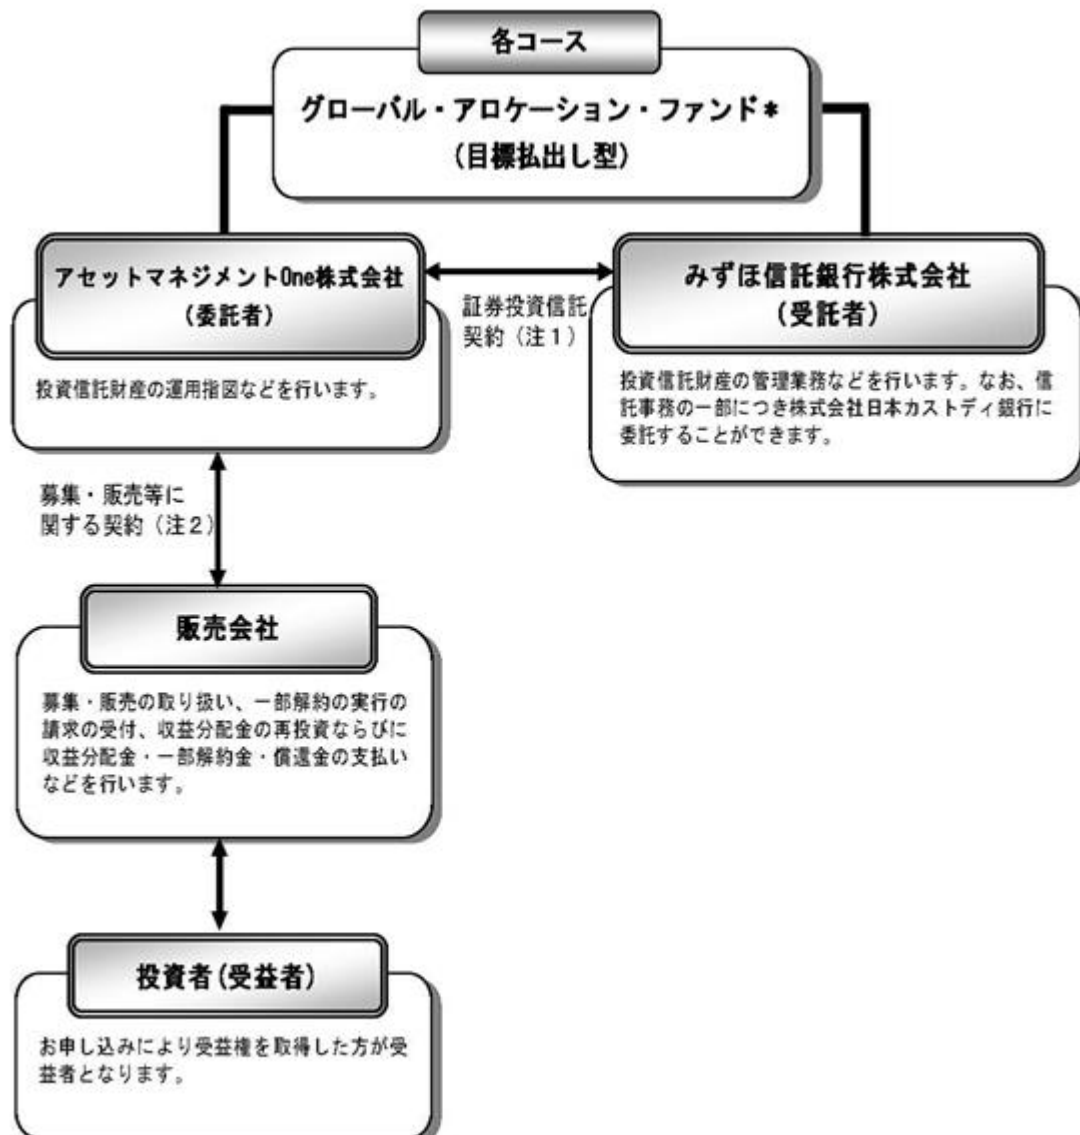 各コース
グローバル・アロケーション・ファンド*
(目標払出し型)
アセットマネジメントOne株式会社
(委託者)
投資信託財産の運用指図などを行います。
証券投資信託
契約（注１）
みずほ信託銀行株式会社
(受託者)
投資信託財産の管理業務などを行います。なお、信
託事務の一部につき株式会社日本カストディ銀行に
委託することができます。
募集・販売等に
関する契約（注２）
販売会社
募集・販売の取り扱い、一部解約の実行の
請求の受付、収益分配金の再投資ならびに
収益分配金・一部解約金・償還金の支払い
などを行います。
投資者(受益者)
お申し込みにより受益権を取得した方が受
益者となります。